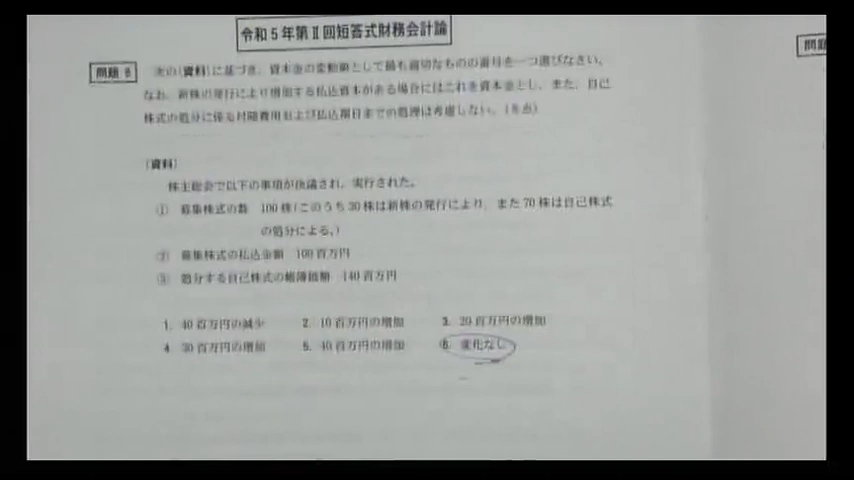 令和5年第Ⅱ回短答式財務会計論
問題 8 次の〔資料〕に基づき、資本金の変動額として最も適切なものの番号を一つ選びなさい。
なお、新株の発行により増加する払込資本がある場合にはこれを資本金とし、また、自己
株式の処分に係る付随費用および払込期日までの処理は考慮しない。(8点)
〔資料〕
株主総会で以下の事項が決議され、実行された。
① 募集株式の数 100株(このうち30株は新株の発行により、また70株は自己株式
の処分による。)
② 募集株式の払込金額 100百万円
③ 処分する自己株式の帳簿価額 140百万円
1. 40百万円の減少 2. 10百万円の増加 3. 20百万円の増加
4. 30百万円の増加 5. 40百万円の増加 6. 変化なし
問題